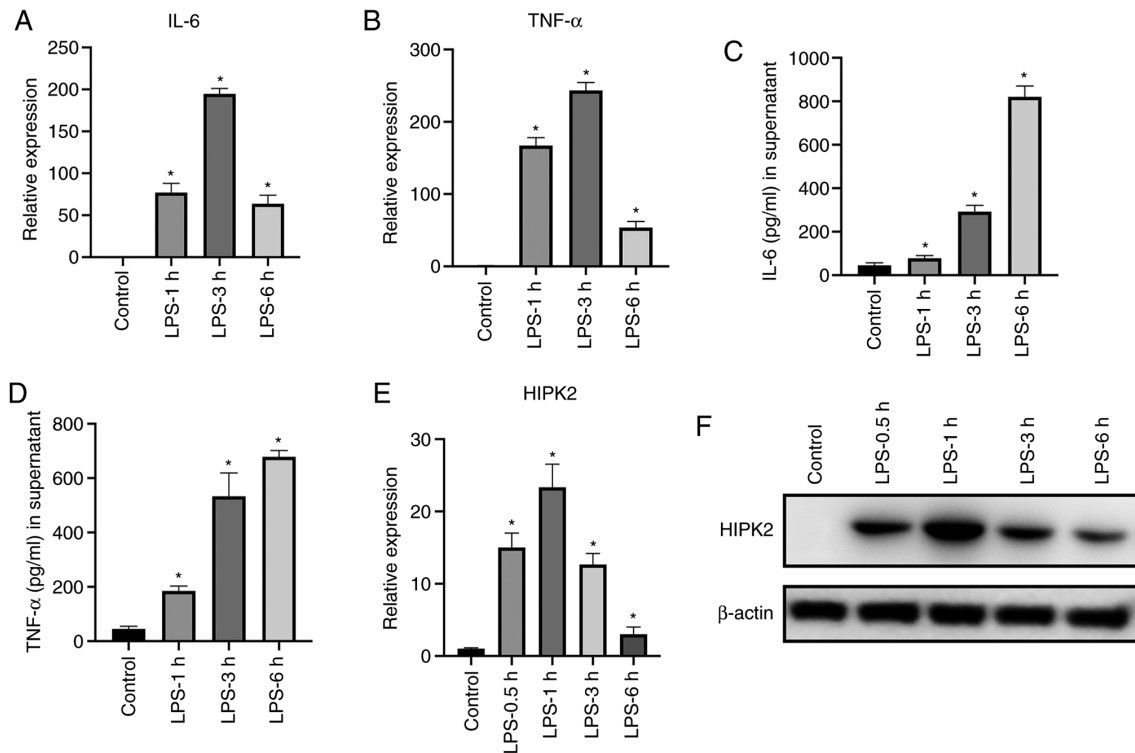 A
IL-6
Relative expression
250
200
150
100
50
0
*
*
*
Control
LPS-1 h
LPS-3 h
LPS-6 h
B
TNF-α
Relative expression
300
200
100
0
*
*
*
Control
LPS-1 h
LPS-3 h
LPS-6 h
C
IL-6 (pg/ml) in supernatant
1000
800
600
400
200
0
*
*
*
Control
LPS-1 h
LPS-3 h
LPS-6 h
D
TNF-α (pg/ml) in supernatant
800
600
400
200
0
*
*
*
Control
LPS-1 h
LPS-3 h
LPS-6 h
E
HIPK2
Relative expression
30
20
10
0
*
*
*
*
Control
LPS-0.5 h
LPS-1 h
LPS-3 h
LPS-6 h
F
Control
LPS-0.5 h
LPS-1 h
LPS-3 h
LPS-6 h
HIPK2
β-actin